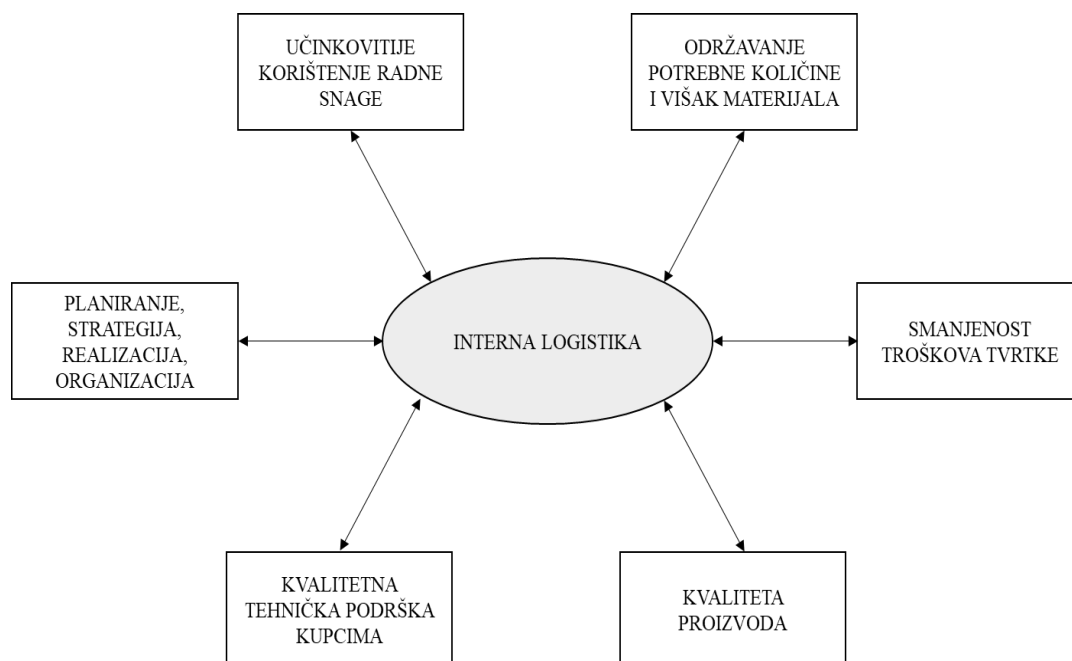 UČINKOVITIJE
KORIŠTENJE RADNE
SNAGE
ODRŽAVANJE
POTREBNE KOLIČINE
I VIŠAK MATERIJALA
PLANIRANJE,
STRATEGIJA,
REALIZACIJA,
ORGANIZACIJA
INTERNA LOGISTIKA
SMANJENOST
TROŠKOVA TVRTKE
KVALITETNA
TEHNIČKA PODRŠKA
KUPCIMA
KVALITETA
PROIZVODA